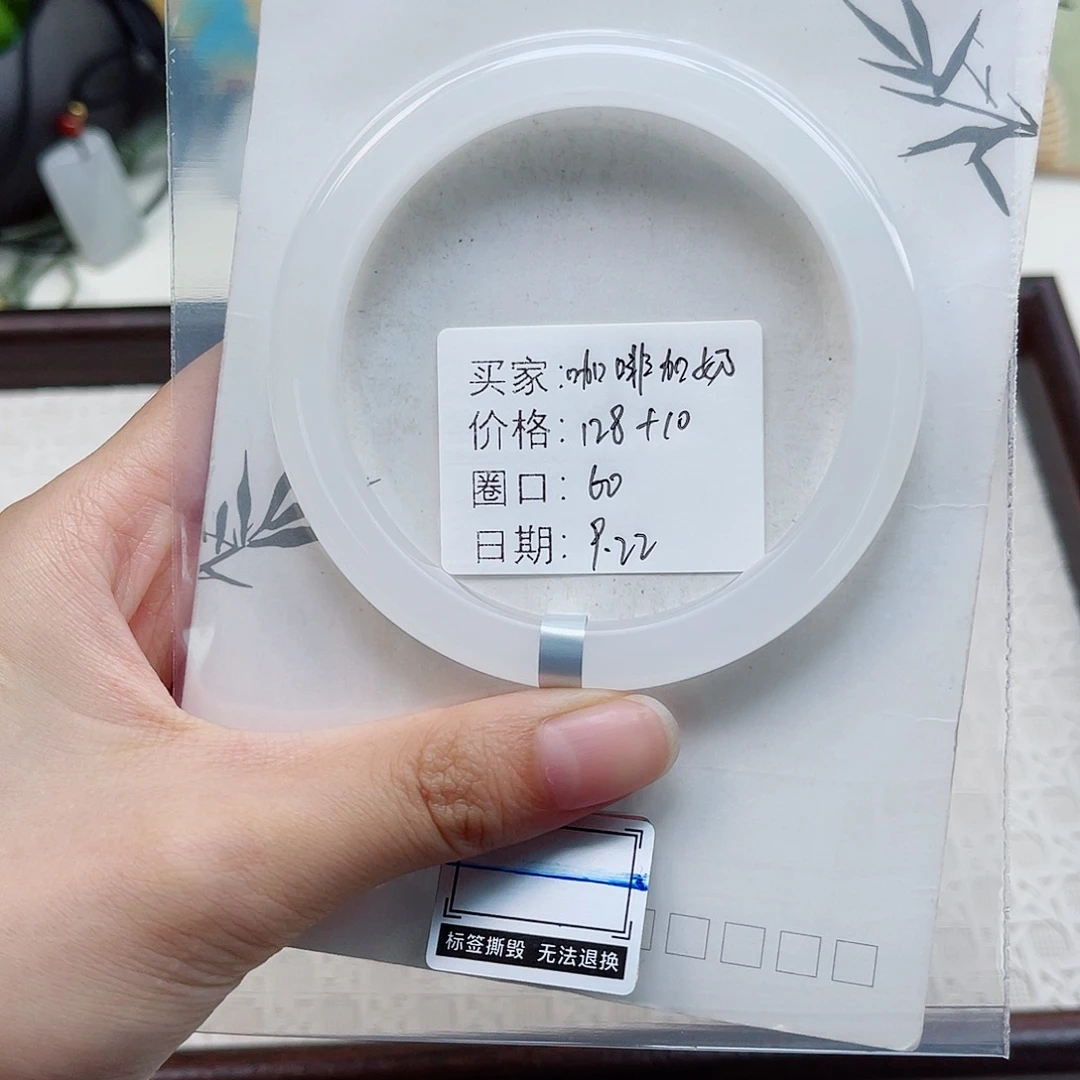 买家:咖啡加奶
价格:128+10
圈口:60
日期:9.22
标签撕毁 无法退换